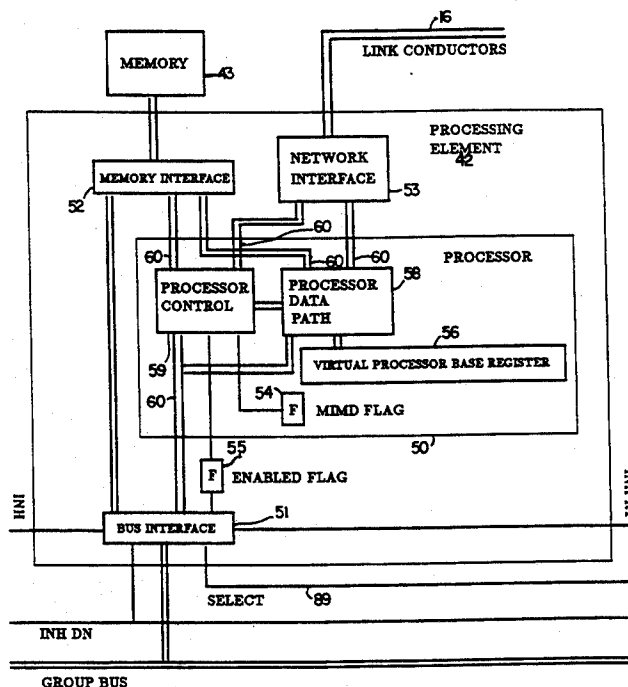 16
LINK CONDUCTORS
MEMORY
43
PROCESSING
ELEMENT
42
NETWORK
INTERFACE
53
MEMORY INTERFACE
52
60
60
60
60
PROCESSOR
58
PROCESSOR
CONTROL
PROCESSOR
DATA
PATH
59
56
VIRTUAL PROCESSOR BASE REGISTER
60
54
F
MIMD FLAG
50
55
F
ENABLED FLAG
INH
51
BUS INTERFACE
SELECT
89
INH DN
GROUP BUS